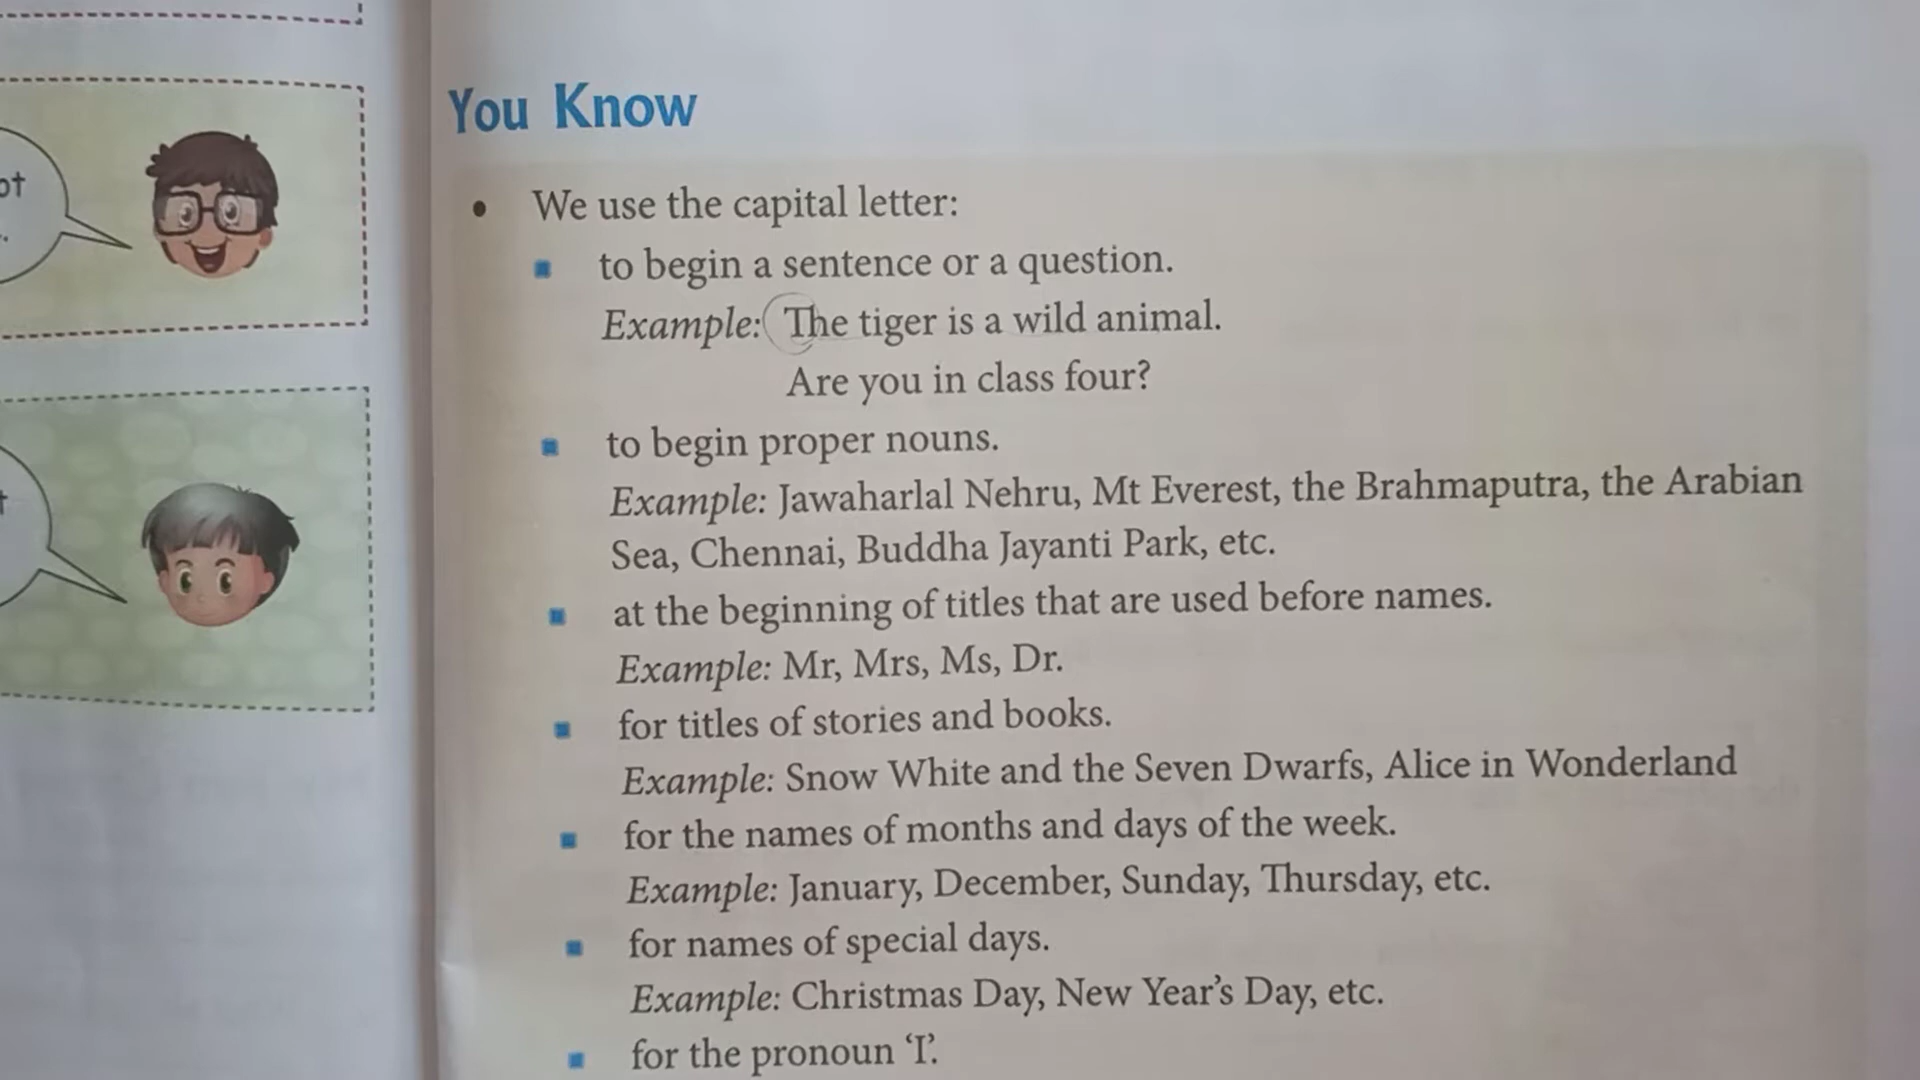 ot
You Know
• We use the capital letter:
▪ to begin a sentence or a question.
Example: The tiger is a wild animal.
Are you in class four?
▪ to begin proper nouns.
Example: Jawaharlal Nehru, Mt Everest, the Brahmaputra, the Arabian
Sea, Chennai, Buddha Jayanti Park, etc.
▪ at the beginning of titles that are used before names.
Example: Mr, Mrs, Ms, Dr.
▪ for titles of stories and books.
Example: Snow White and the Seven Dwarfs, Alice in Wonderland
▪ for the names of months and days of the week.
Example: January, December, Sunday, Thursday, etc.
▪ for names of special days.
Example: Christmas Day, New Year’s Day, etc.
▪ for the pronoun ‘I’.